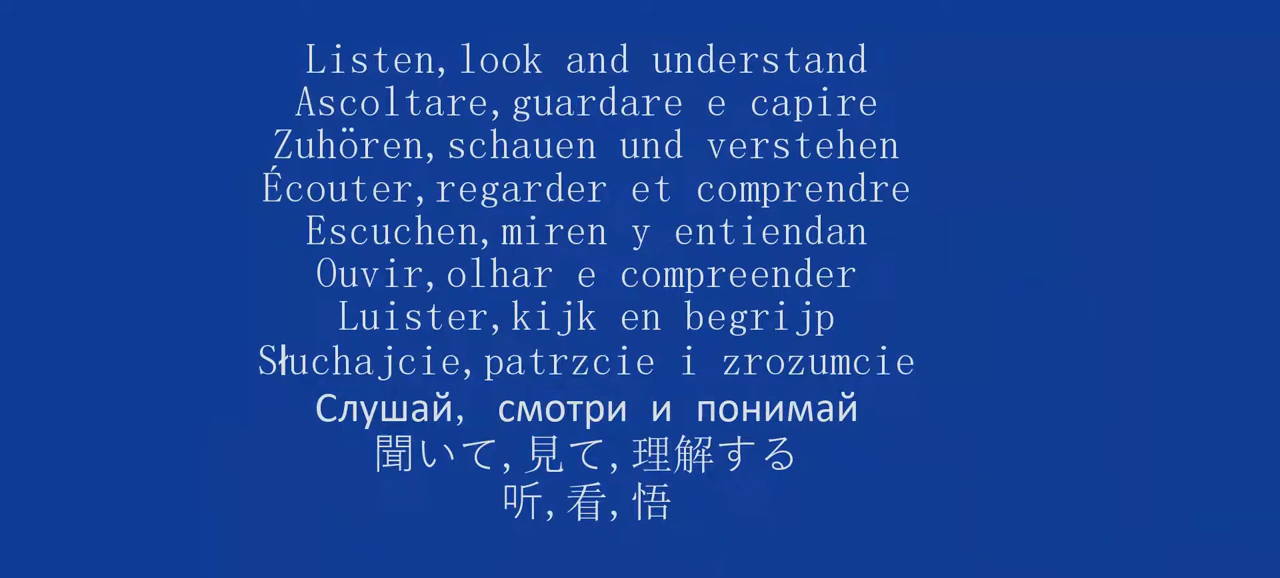 Listen,look and understand
Ascoltare,guardare e capire
Zuhören,schauen und verstehen
Écouter,regarder et comprendre
Escuchen,miren y entiendan
Ouvir,olhar e compreender
Luister,kijk en begrijp
Słuchajcie,patrzcie i zrozumcie
Слушай, смотри и понимай
聞いて,見て,理解する
听,看,悟